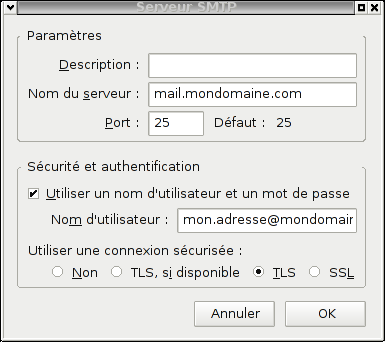 Serveur SMTP
Paramètres
Description :
Nom du serveur : mail.mondomaine.com
Port : 25 Défaut : 25
Sécurité et authentification
Utiliser un nom d'utilisateur et un mot de passe
Nom d'utilisateur : mon.adresse@mondomair
Utiliser une connexion sécurisée :
Non TLS, si disponible TLS SSL
Annuler OK